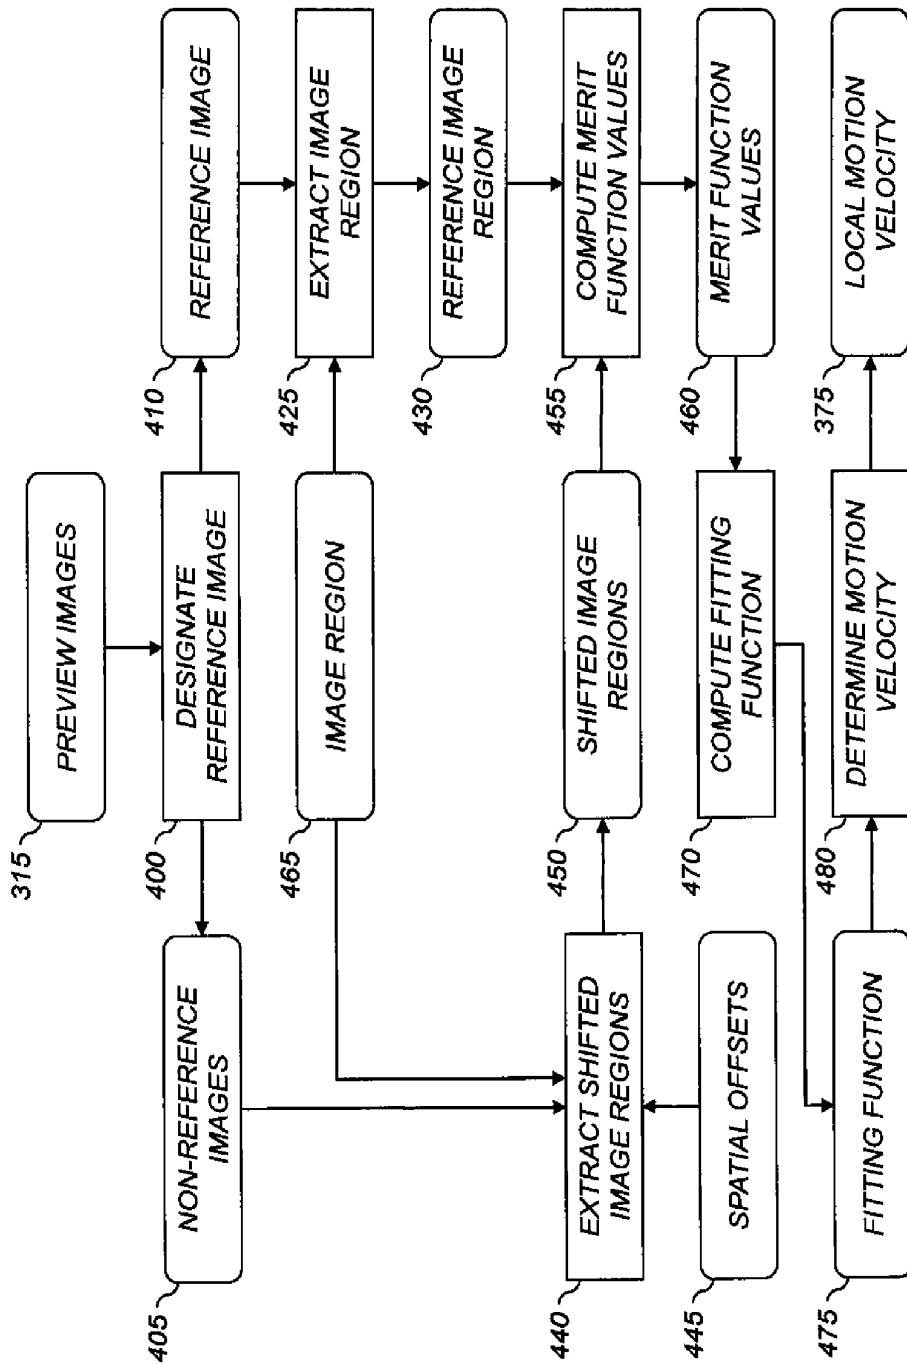 315
PREVIEW IMAGES
405
NON-REFERENCE
IMAGES
400
DESIGNATE
REFERENCE IMAGE
410
REFERENCE IMAGE
465
IMAGE REGION
425
EXTRACT IMAGE
REGION
430
REFERENCE IMAGE
REGION
440
EXTRACT SHIFTED
IMAGE REGIONS
450
SHIFTED IMAGE
REGIONS
455
COMPUTE MERIT
FUNCTION VALUES
445
SPATIAL OFFSETS
470
COMPUTE FITTING
FUNCTION
460
MERIT FUNCTION
VALUES
475
FITTING FUNCTION
480
DETERMINE MOTION
VELOCITY
375
LOCAL MOTION
VELOCITY